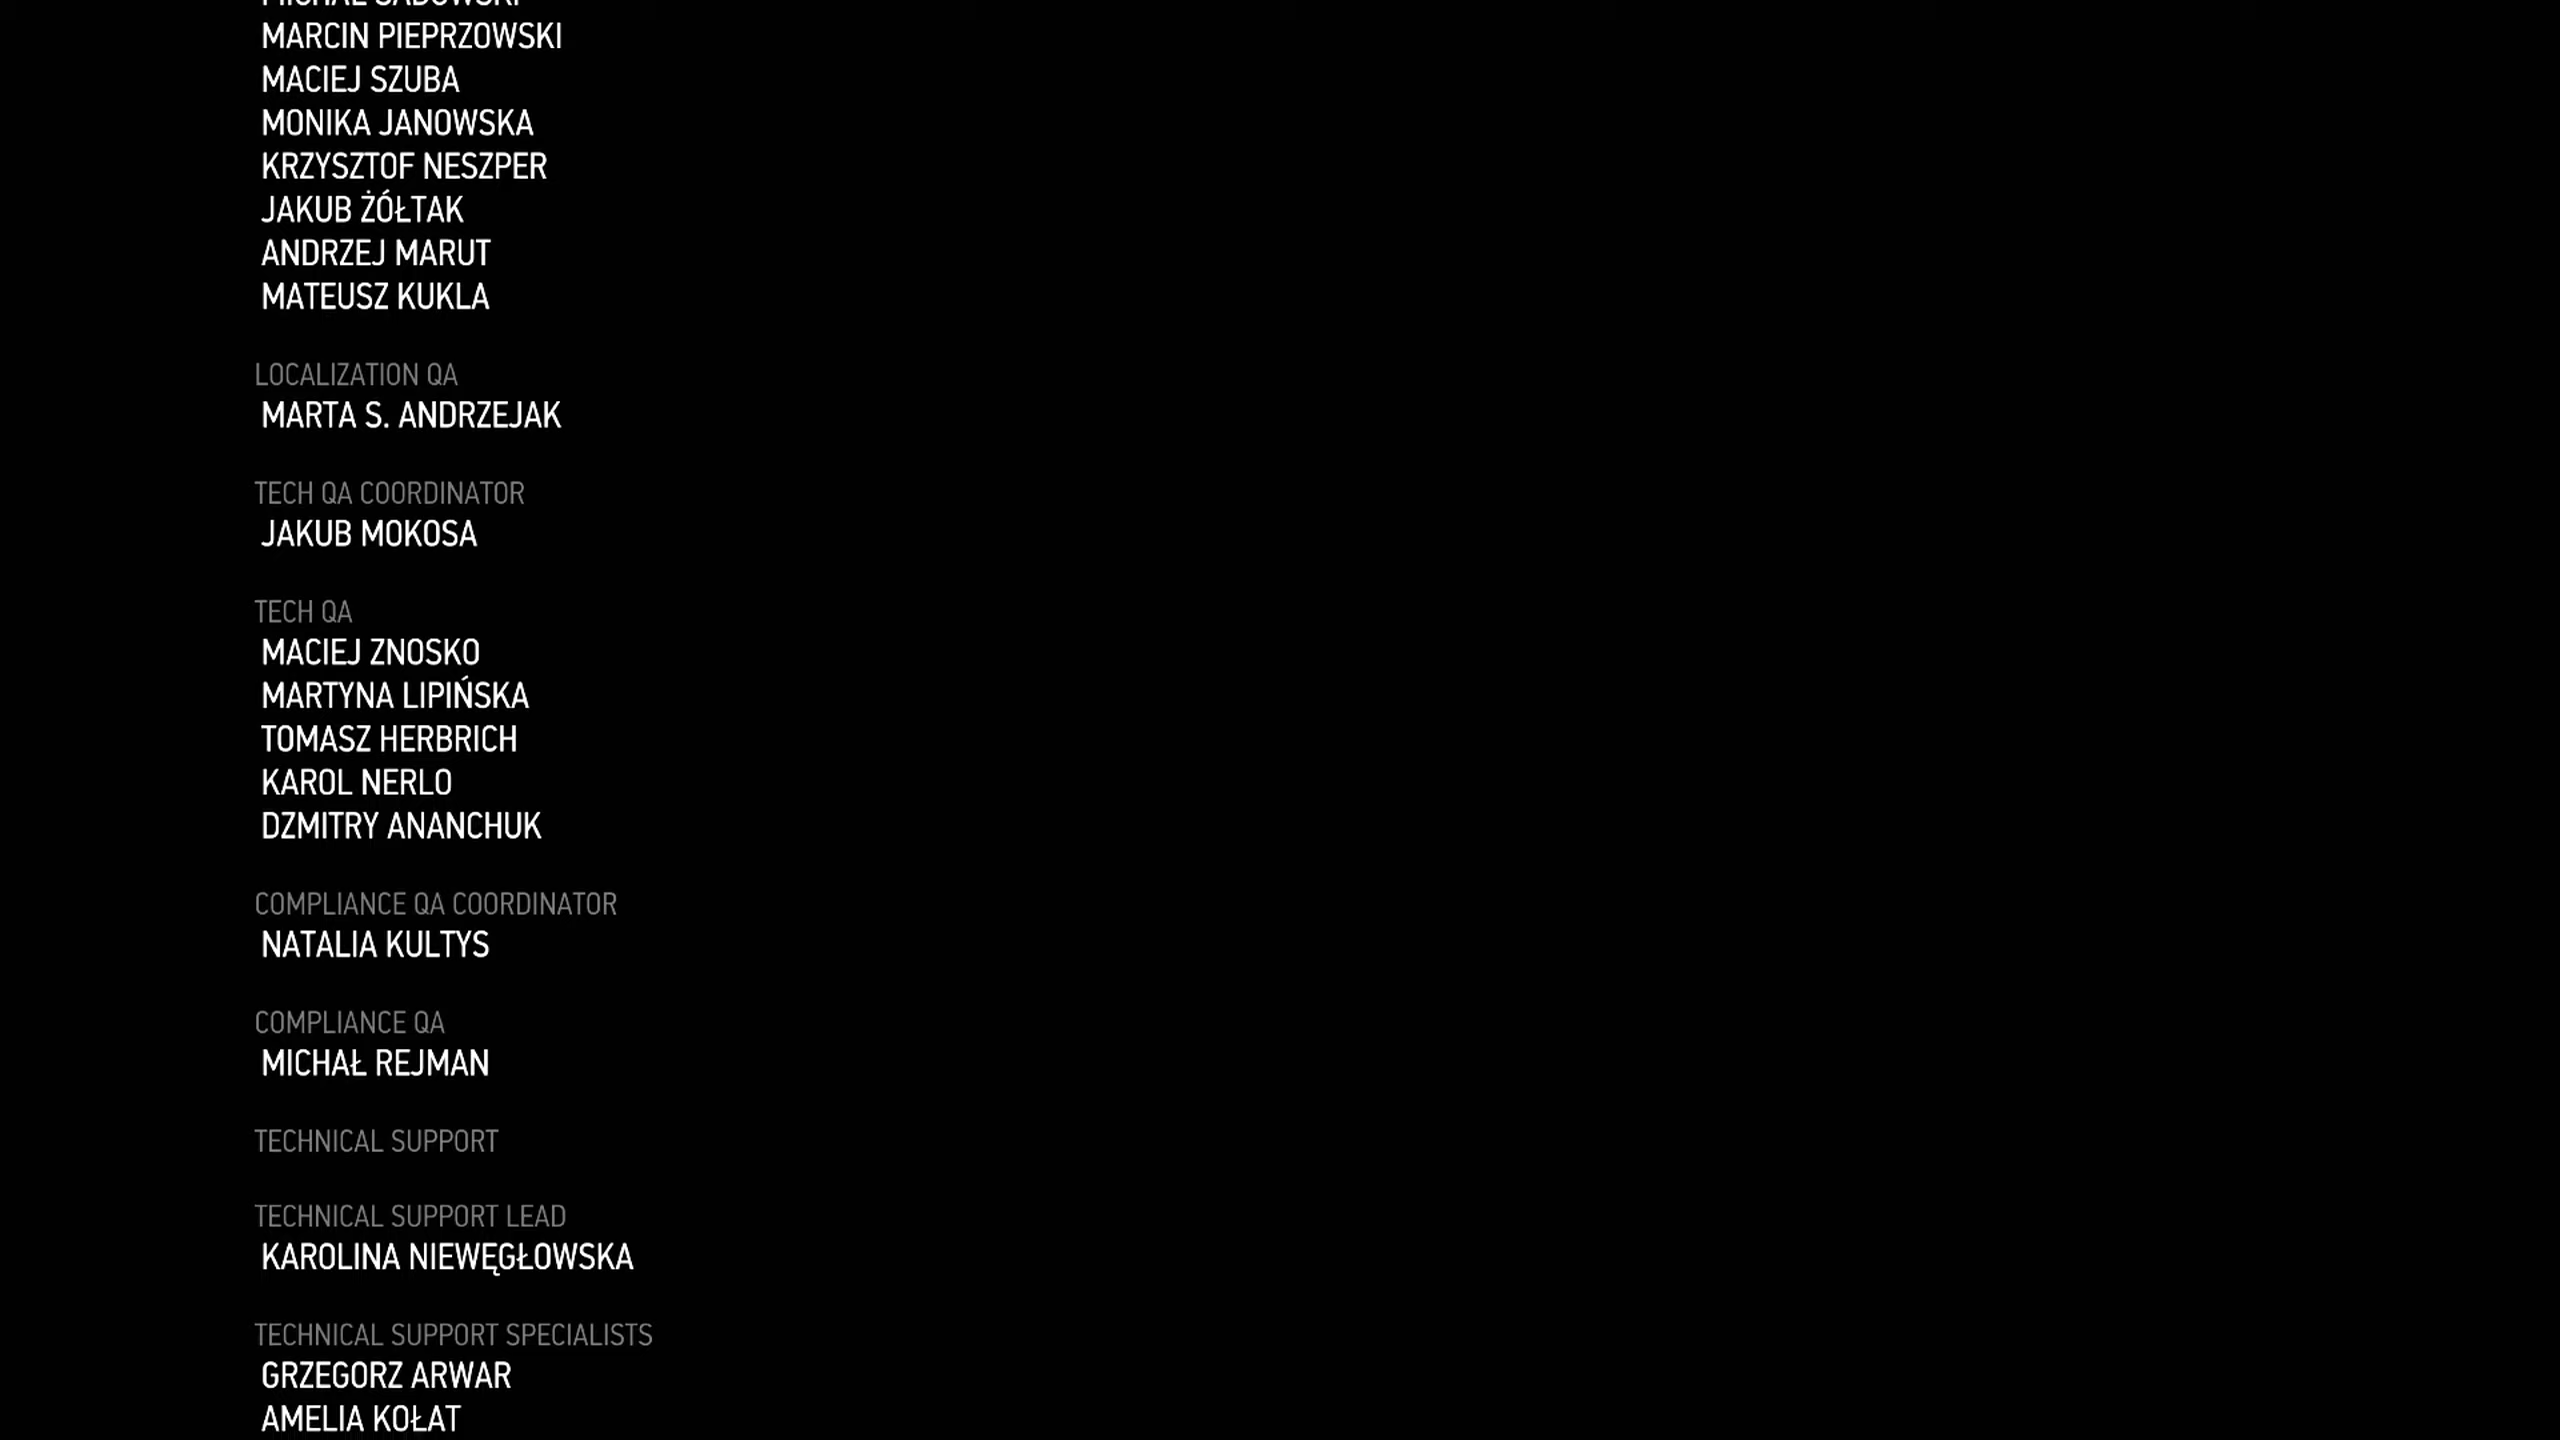 MARCIN PIEPRZOWSKI
MACIEJ SZUBA
MONIKA JANOWSKA
KRZYSZTOF NESZPER
JAKUB ŻÓŁTAK
ANDRZEJ MARUT
MATEUSZ KUKLA
LOCALIZATION QA
MARTA S. ANDRZEJAK
TECH QA COORDINATOR
JAKUB MOKOSA
TECH QA
MACIEJ ZNOSKO
MARTYNA LIPIŃSKA
TOMASZ HERBRICH
KAROL NERLO
DZMITRY ANANCHUK
COMPLIANCE QA COORDINATOR
NATALIA KULTYS
COMPLIANCE QA
MICHAŁ REJMAN
TECHNICAL SUPPORT
TECHNICAL SUPPORT LEAD
KAROLINA NIEWĘGŁOWSKA
TECHNICAL SUPPORT SPECIALISTS
GRZEGORZ ARWAR
AMELIA KOŁAT